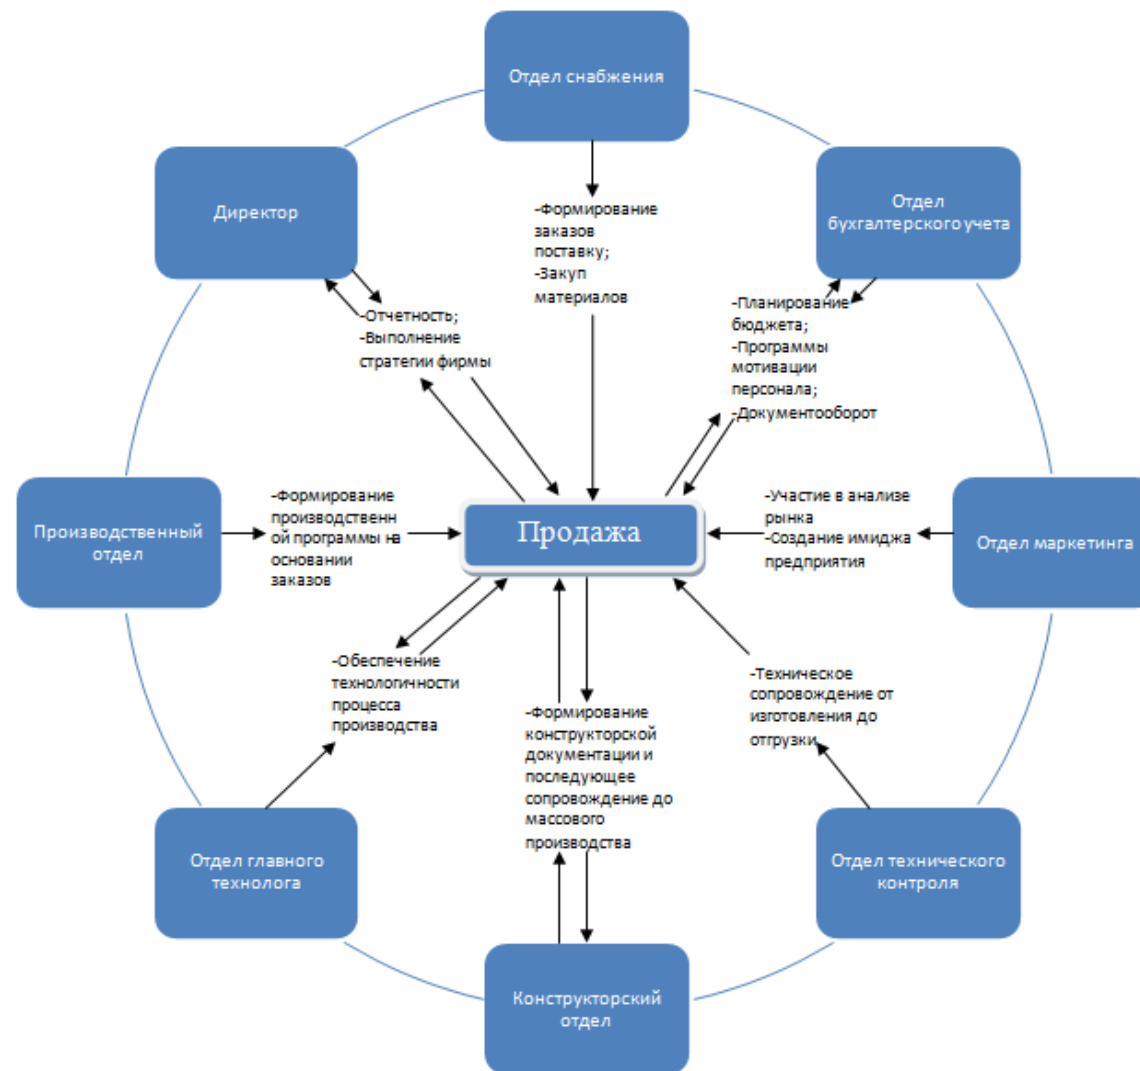 Отдел снабжения
Директор
Отдел
бухгалтерского учета
-Формирование
заказов
поставку;
-Закуп
материалов
-Отчетность;
-Выполнение
стратегии фирмы
-Планирование
бюджета;
-Программы
мотивации
персонала;
-Документооборот
Производственный
отдел
-Формирование
производственн
ой программы на
основании
заказов
Продажа
-Участие в анализе
рынка
-Создание имиджа
предприятия
Отдел маркетинга
-Обеспечение
технологичности
процесса
производства
-Формирование
конструкторской
документации и
последующее
сопровождение до
массового
производства
-Техническое
сопровождение от
изготовления до
отгрузки
Отдел главного
технолога
Отдел технического
контроля
Конструкторский
отдел